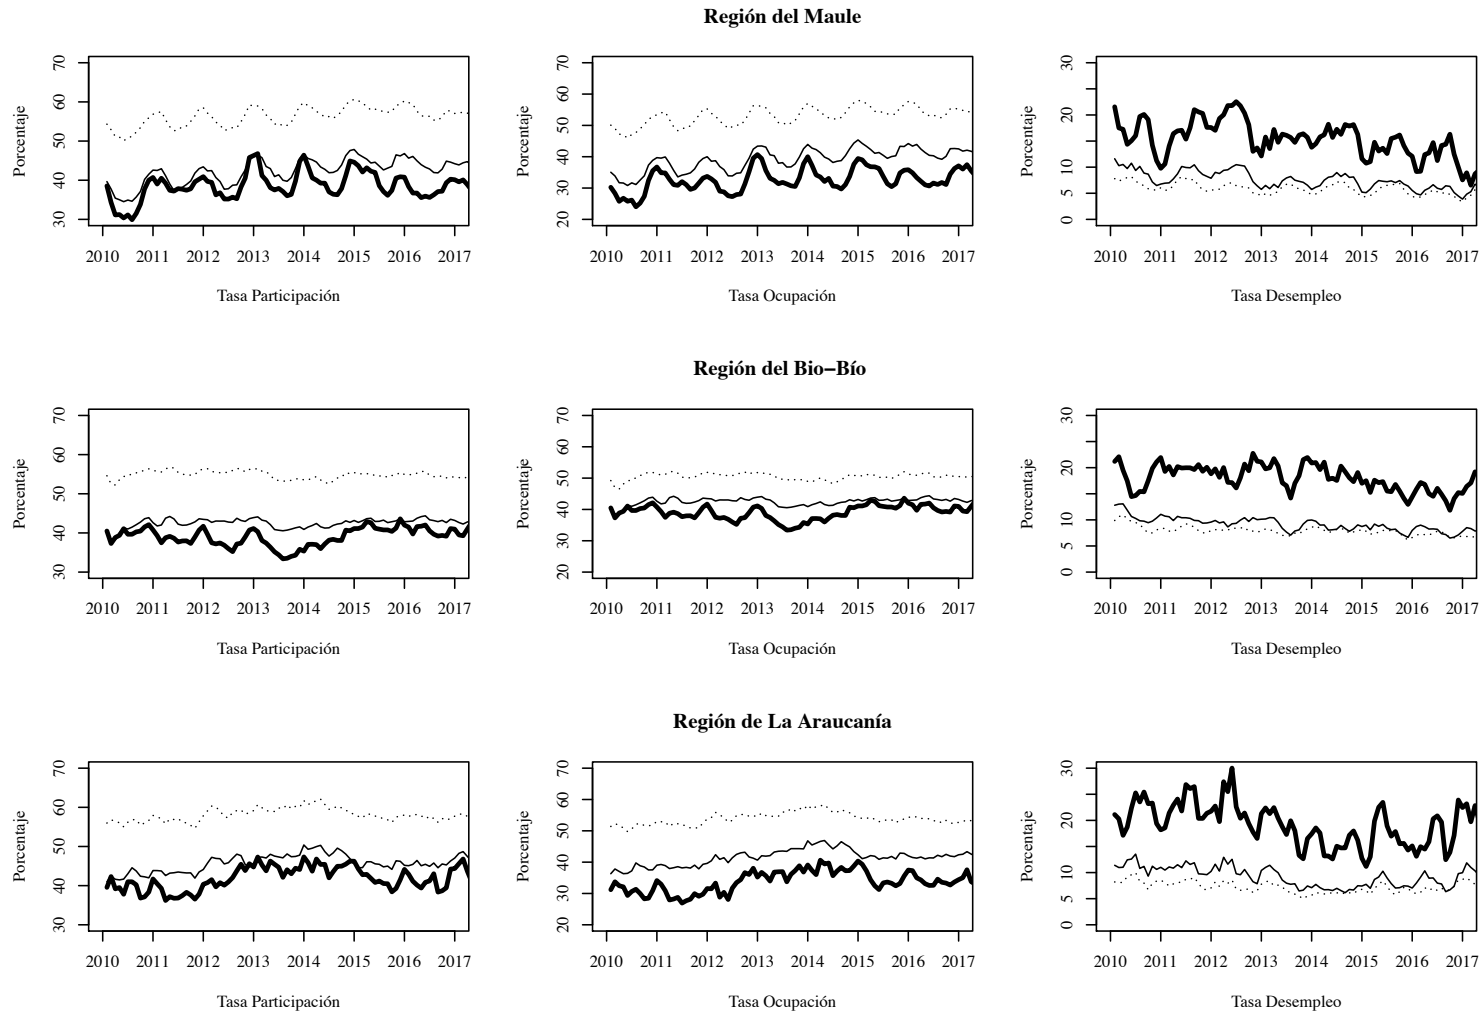 Región del Maule
Porcentaje
30 40 50 60 70
2010 2011 2012 2013 2014 2015 2016 2017
Tasa Participación
Porcentaje
20 30 40 50 60 70
2010 2011 2012 2013 2014 2015 2016 2017
Tasa Ocupación
Porcentaje
0 5 10 20 30
2010 2011 2012 2013 2014 2015 2016 2017
Tasa Desempleo
Región del Bio−Bío
Porcentaje
30 40 50 60 70
2010 2011 2012 2013 2014 2015 2016 2017
Tasa Participación
Porcentaje
20 30 40 50 60 70
2010 2011 2012 2013 2014 2015 2016 2017
Tasa Ocupación
Porcentaje
0 5 10 20 30
2010 2011 2012 2013 2014 2015 2016 2017
Tasa Desempleo
Región de La Araucanía
Porcentaje
30 40 50 60 70
2010 2011 2012 2013 2014 2015 2016 2017
Tasa Participación
Porcentaje
20 30 40 50 60 70
2010 2011 2012 2013 2014 2015 2016 2017
Tasa Ocupación
Porcentaje
0 5 10 20 30
2010 2011 2012 2013 2014 2015 2016 2017
Tasa Desempleo